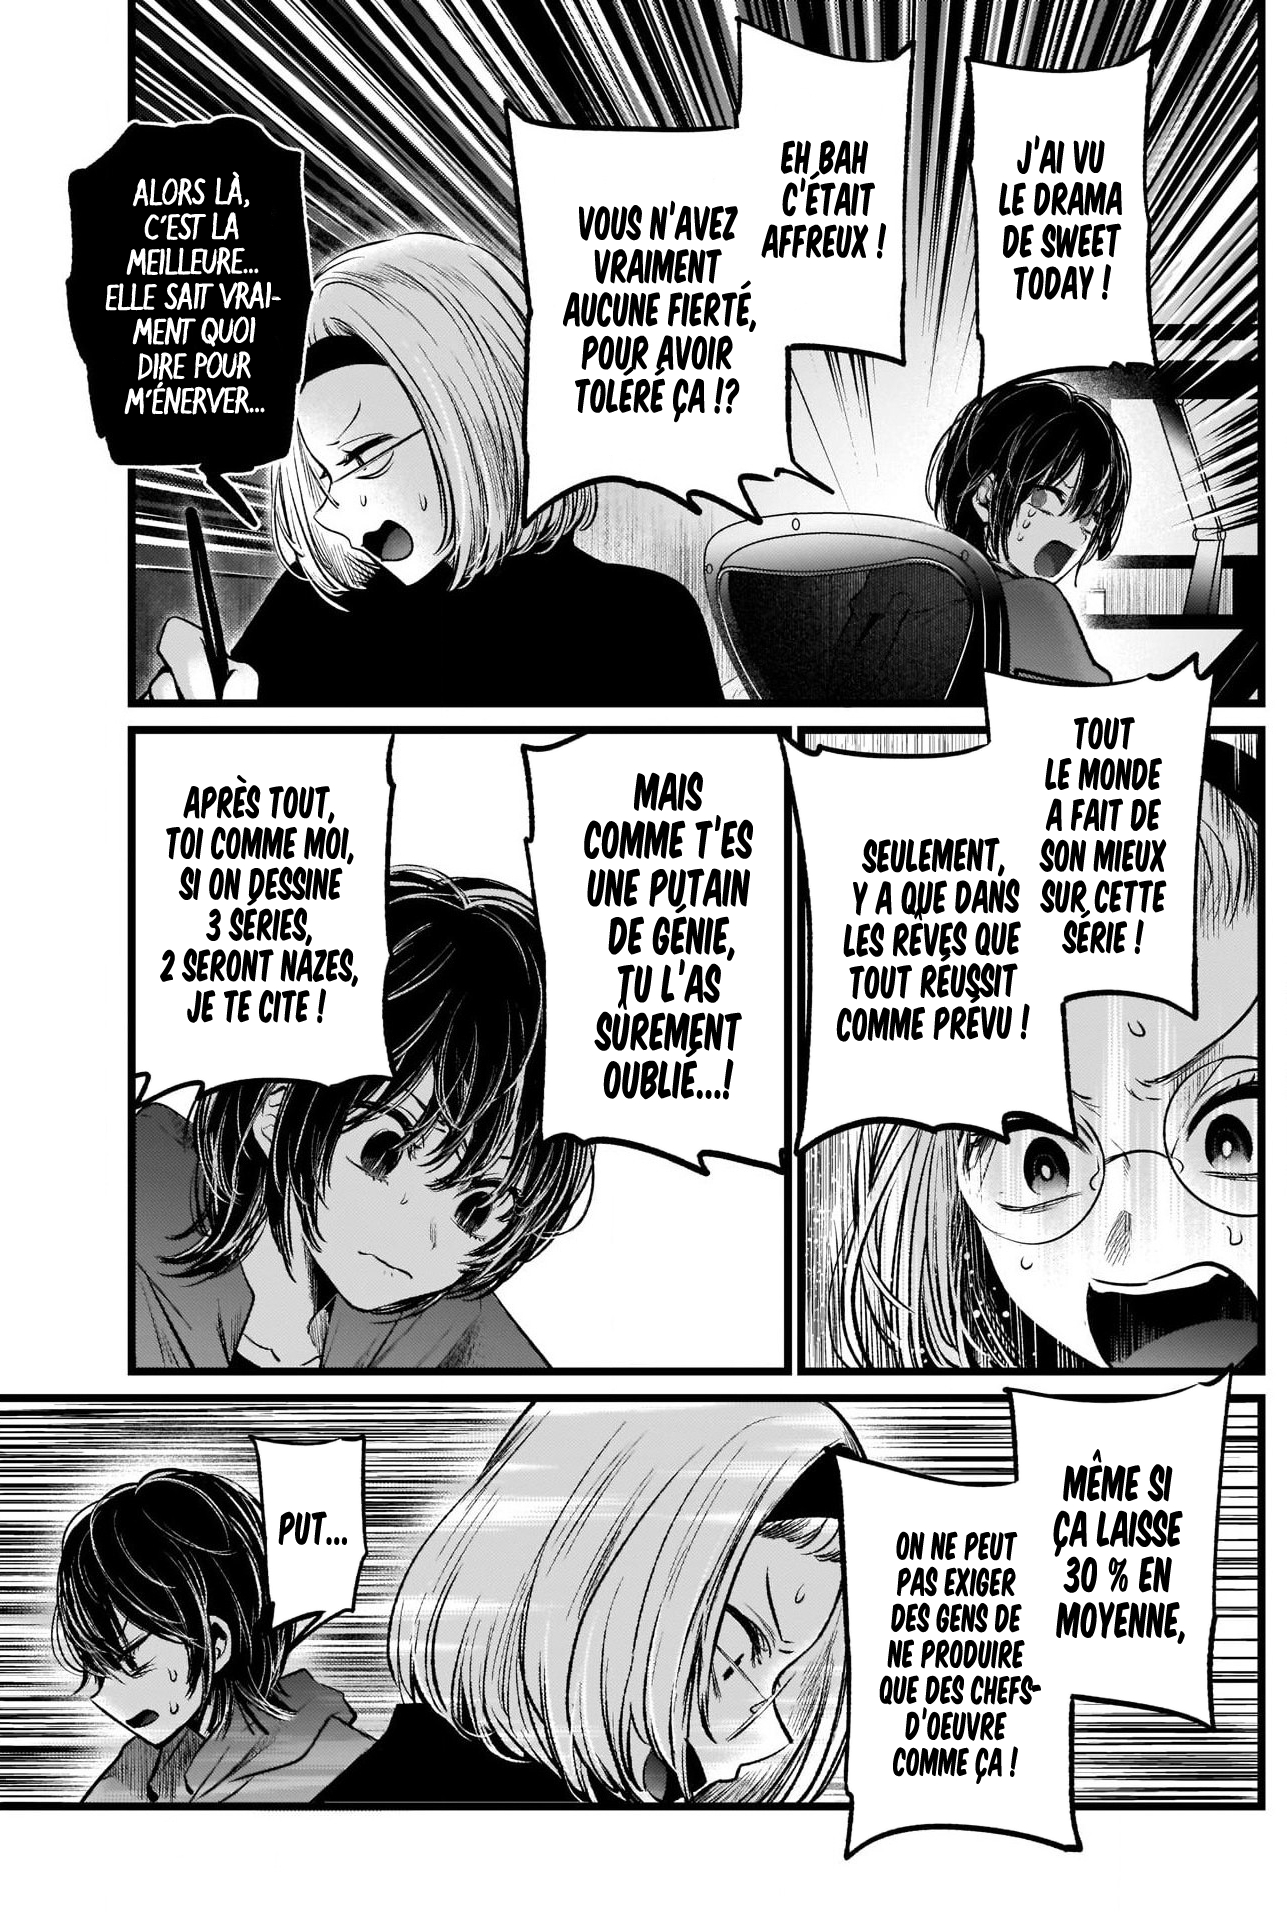 J'AI VU
LE DRAMA
DE SWEET
TODAY !
EH BAH
C'ÉTAIT
AFFREUX !
VOUS N'AVEZ
VRAIMENT
AUCUNE FIERTÉ,
POUR AVOIR
TOLÉRÉ ÇA !?
ALORS LÀ,
C'EST LA
MEILLEURE...
ELLE SAIT VRAI-
MENT QUOI
DIRE POUR
M'ÉNERVER...
TOUT
LE MONDE
A FAIT DE
SON MIEUX
SUR CETTE
SÉRIE !
SEULEMENT,
Y A QUE DANS
LES RÊVES QUE
TOUT RÉUSSIT
COMME PRÉVU !
MAIS
COMME T'ES
UNE PUTAIN
DE GÉNIE,
TU L'AS
SÛREMENT
OUBLIÉ...!
APRÈS TOUT,
TOI COMME MOI,
SI ON DESSINE
3 SÉRIES,
2 SERONT NAZES,
JE TE CITE !
MÊME SI
ÇA LAISSE
30 % EN
MOYENNE,
ON NE PEUT
PAS EXIGER
DES GENS DE
NE PRODUIRE
QUE DES CHEFS-
D'OEUVRE
COMME ÇA !
PUT...